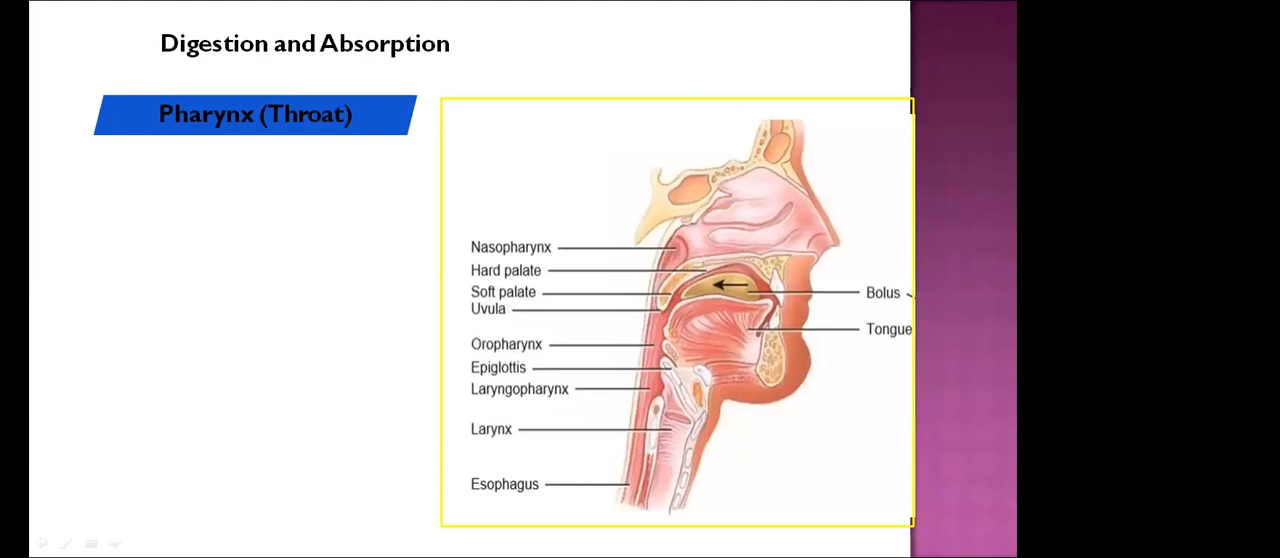 Digestion and Absorption
Pharynx (Throat)
Nasopharynx
Hard palate
Soft palate
Uvula
Oropharynx
Epiglottis
Laryngopharynx
Larynx
Esophagus
Bolus
Tongue